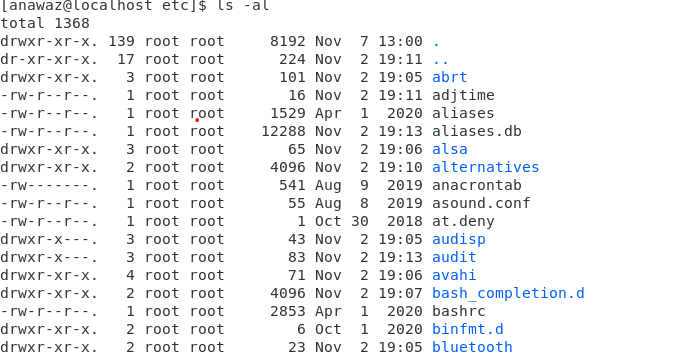 [anawaz@localhost etc]$ ls -al
total 1368
drwxr-xr-x. 139 root root     8192 Nov  7 13:00 .
dr-xr-xr-x.  17 root root      224 Nov  2 19:11 ..
drwxr-xr-x.   3 root root      101 Nov  2 19:05 abrt
-rw-r--r--.   1 root root       16 Nov  2 19:11 adjtime
-rw-r--r--.   1 root root     1529 Apr  1  2020 aliases
-rw-r--r--.   1 root root    12288 Nov  2 19:13 aliases.db
drwxr-xr-x.   3 root root       65 Nov  2 19:06 alsa
drwxr-xr-x.   2 root root     4096 Nov  2 19:10 alternatives
-rw-------.   1 root root      541 Aug  9  2019 anacrontab
-rw-r--r--.   1 root root       55 Aug  8  2019 asound.conf
-rw-r--r--.   1 root root        1 Oct 30  2018 at.deny
drwxr-x---.   3 root root       43 Nov  2 19:05 audisp
drwxr-x---.   3 root root       83 Nov  2 19:13 audit
drwxr-xr-x.   4 root root       71 Nov  2 19:06 avahi
drwxr-xr-x.   2 root root     4096 Nov  2 19:07 bash_completion.d
-rw-r--r--.   1 root root     2853 Apr  1  2020 bashrc
drwxr-xr-x.   2 root root        6 Oct  1  2020 binfmt.d
drwxr-xr-x.   2 root root       23 Nov  2 19:05 bluetooth